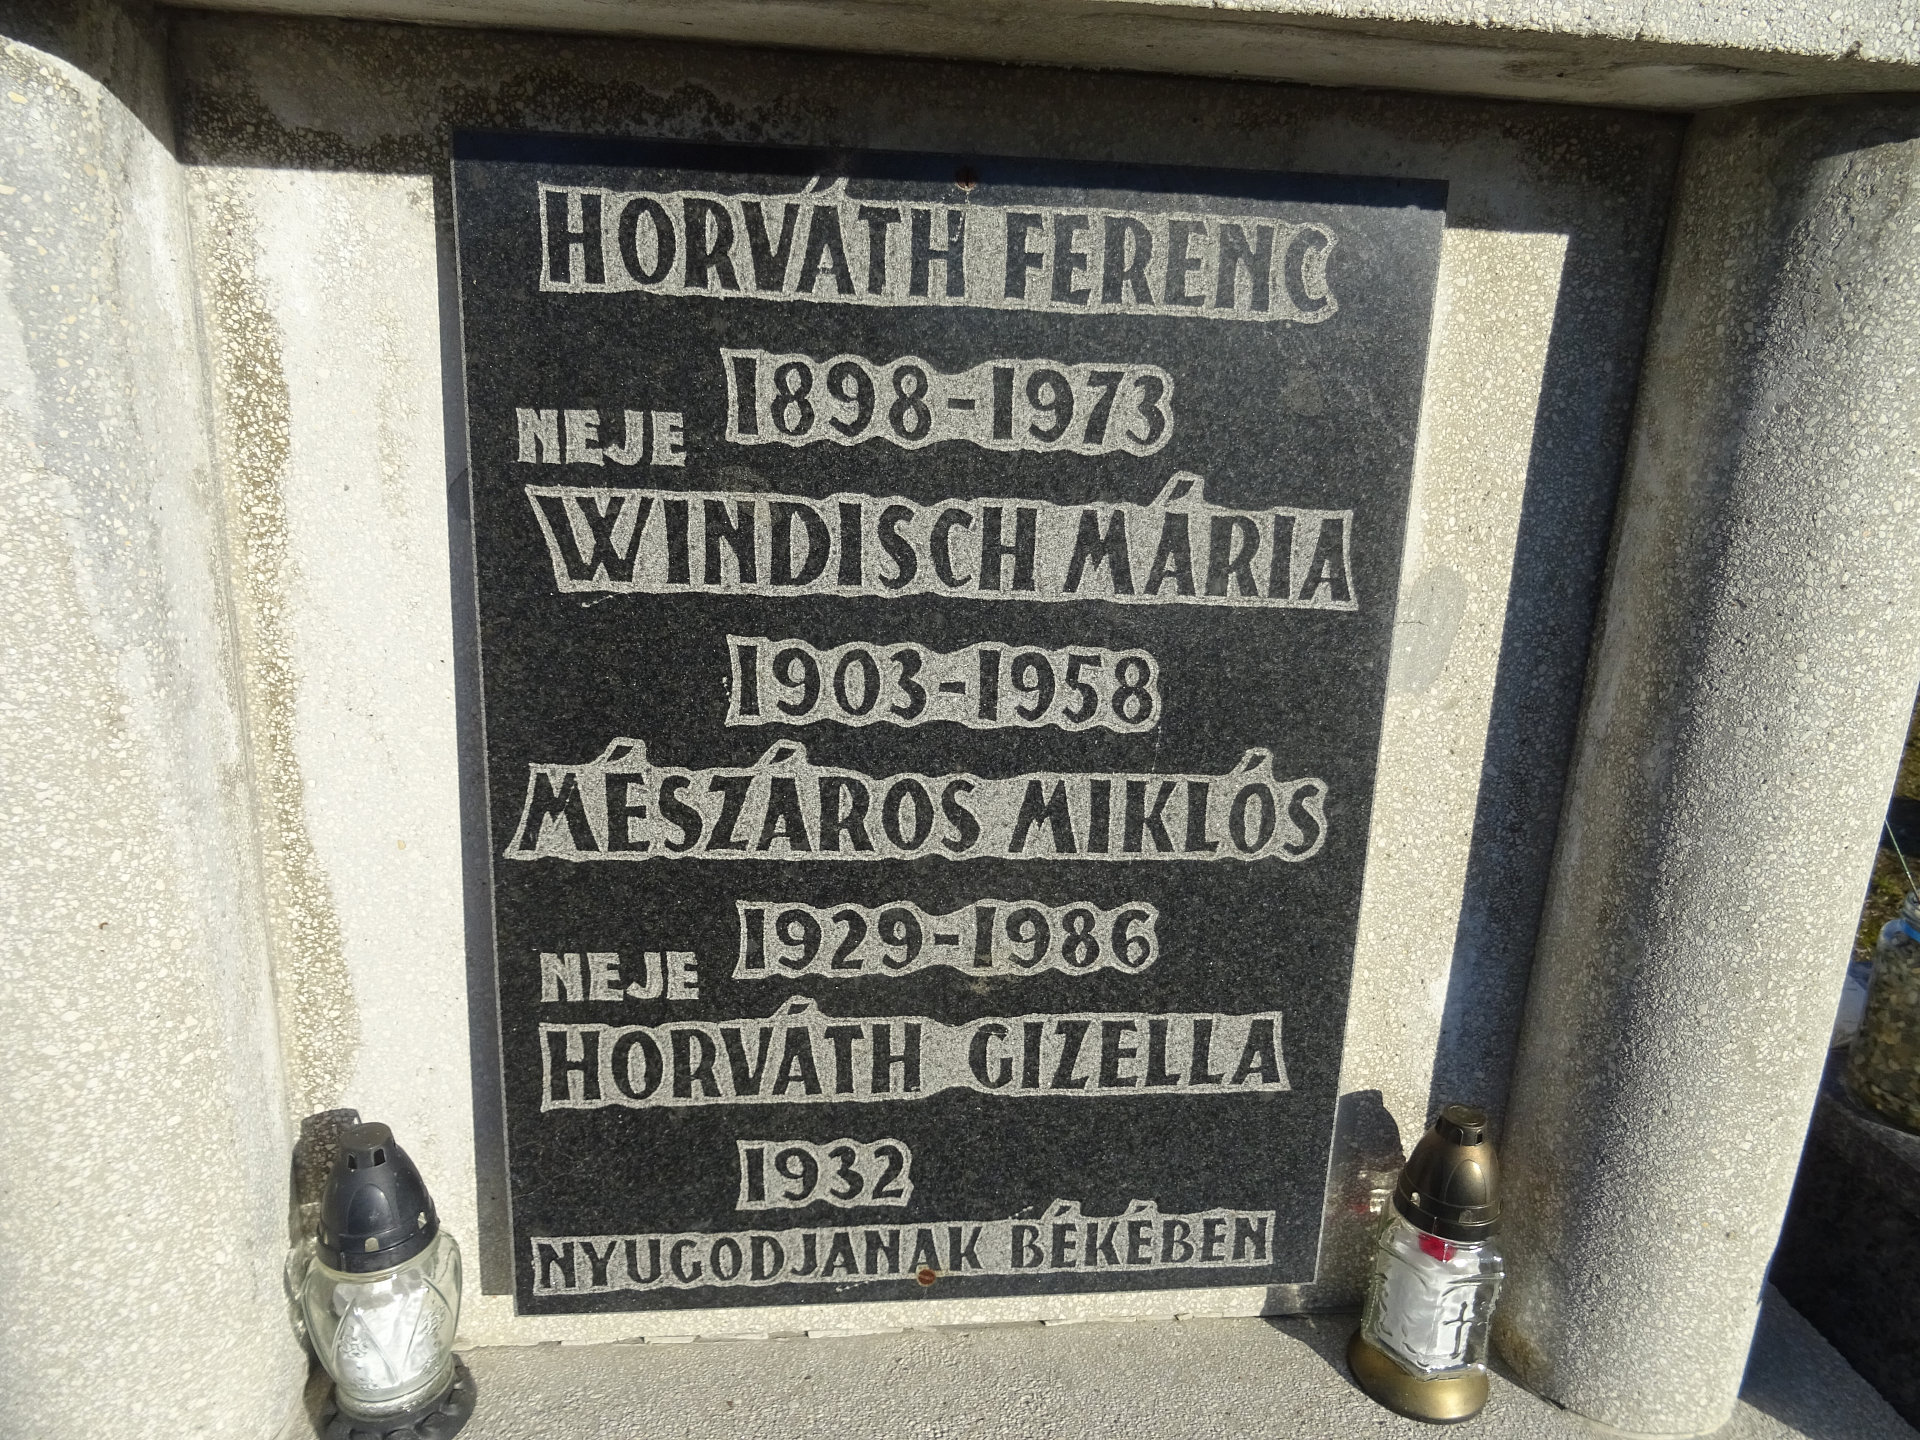 HORVÁTH FERENC
1898-1973
NEJE
WINDISCH MÁRIA
1903-1958
MÉSZÁROS MIKLÓS
1929-1986
NEJE
HORVÁTH GIZELLA
1932
NYUGODJANAK BÉKÉBEN